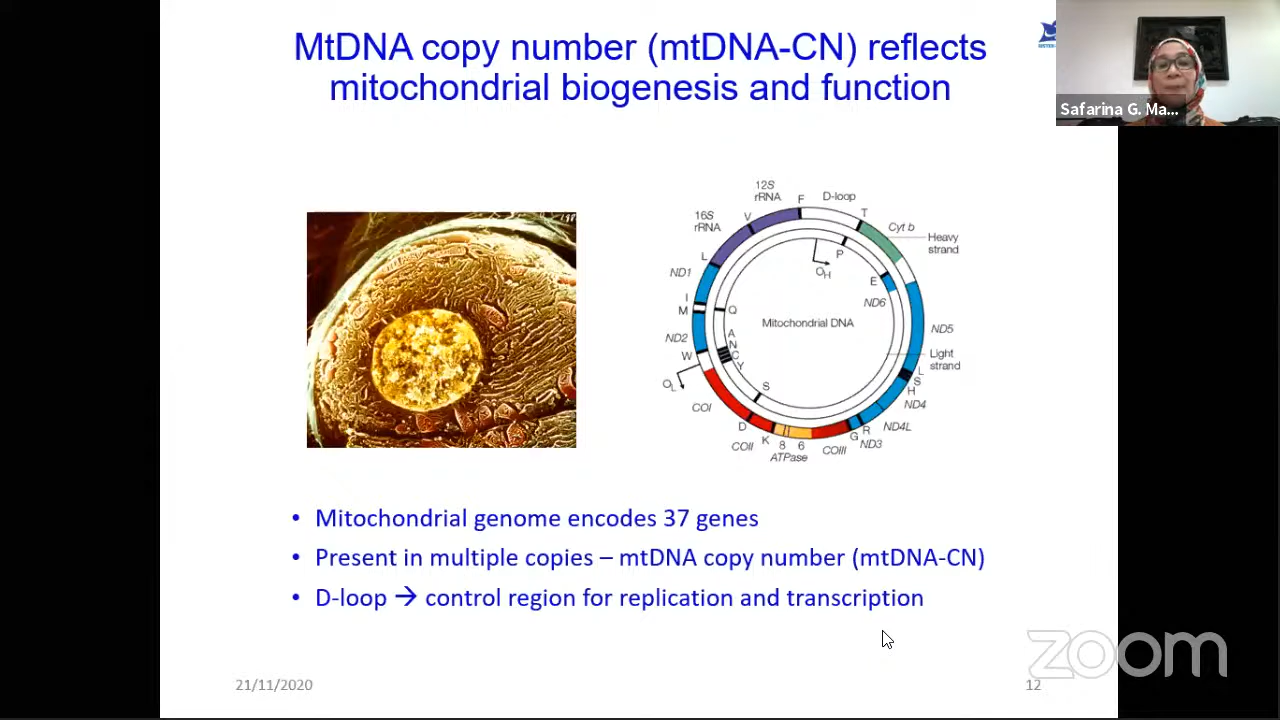 MtDNA copy number (mtDNA-CN) reflects
mitochondrial biogenesis and function
Safarina G. Ma...
12S
rRNA
F
D-loop
16S
rRNA
V
T
Cyt b
Heavy
strand
L
P
O_H
ND1
E
ND6
I
M
Q
Mitochondrial DNA
ND5
ND2
A
N
C
Y
W
Light
strand
O_L
L
S
H
S
COI
ND4
D
ND4L
R
G
ND3
COII
K
8
6
ATPase
COIII
• Mitochondrial genome encodes 37 genes
• Present in multiple copies – mtDNA copy number (mtDNA-CN)
• D-loop → control region for replication and transcription
21/11/2020
12
zoom